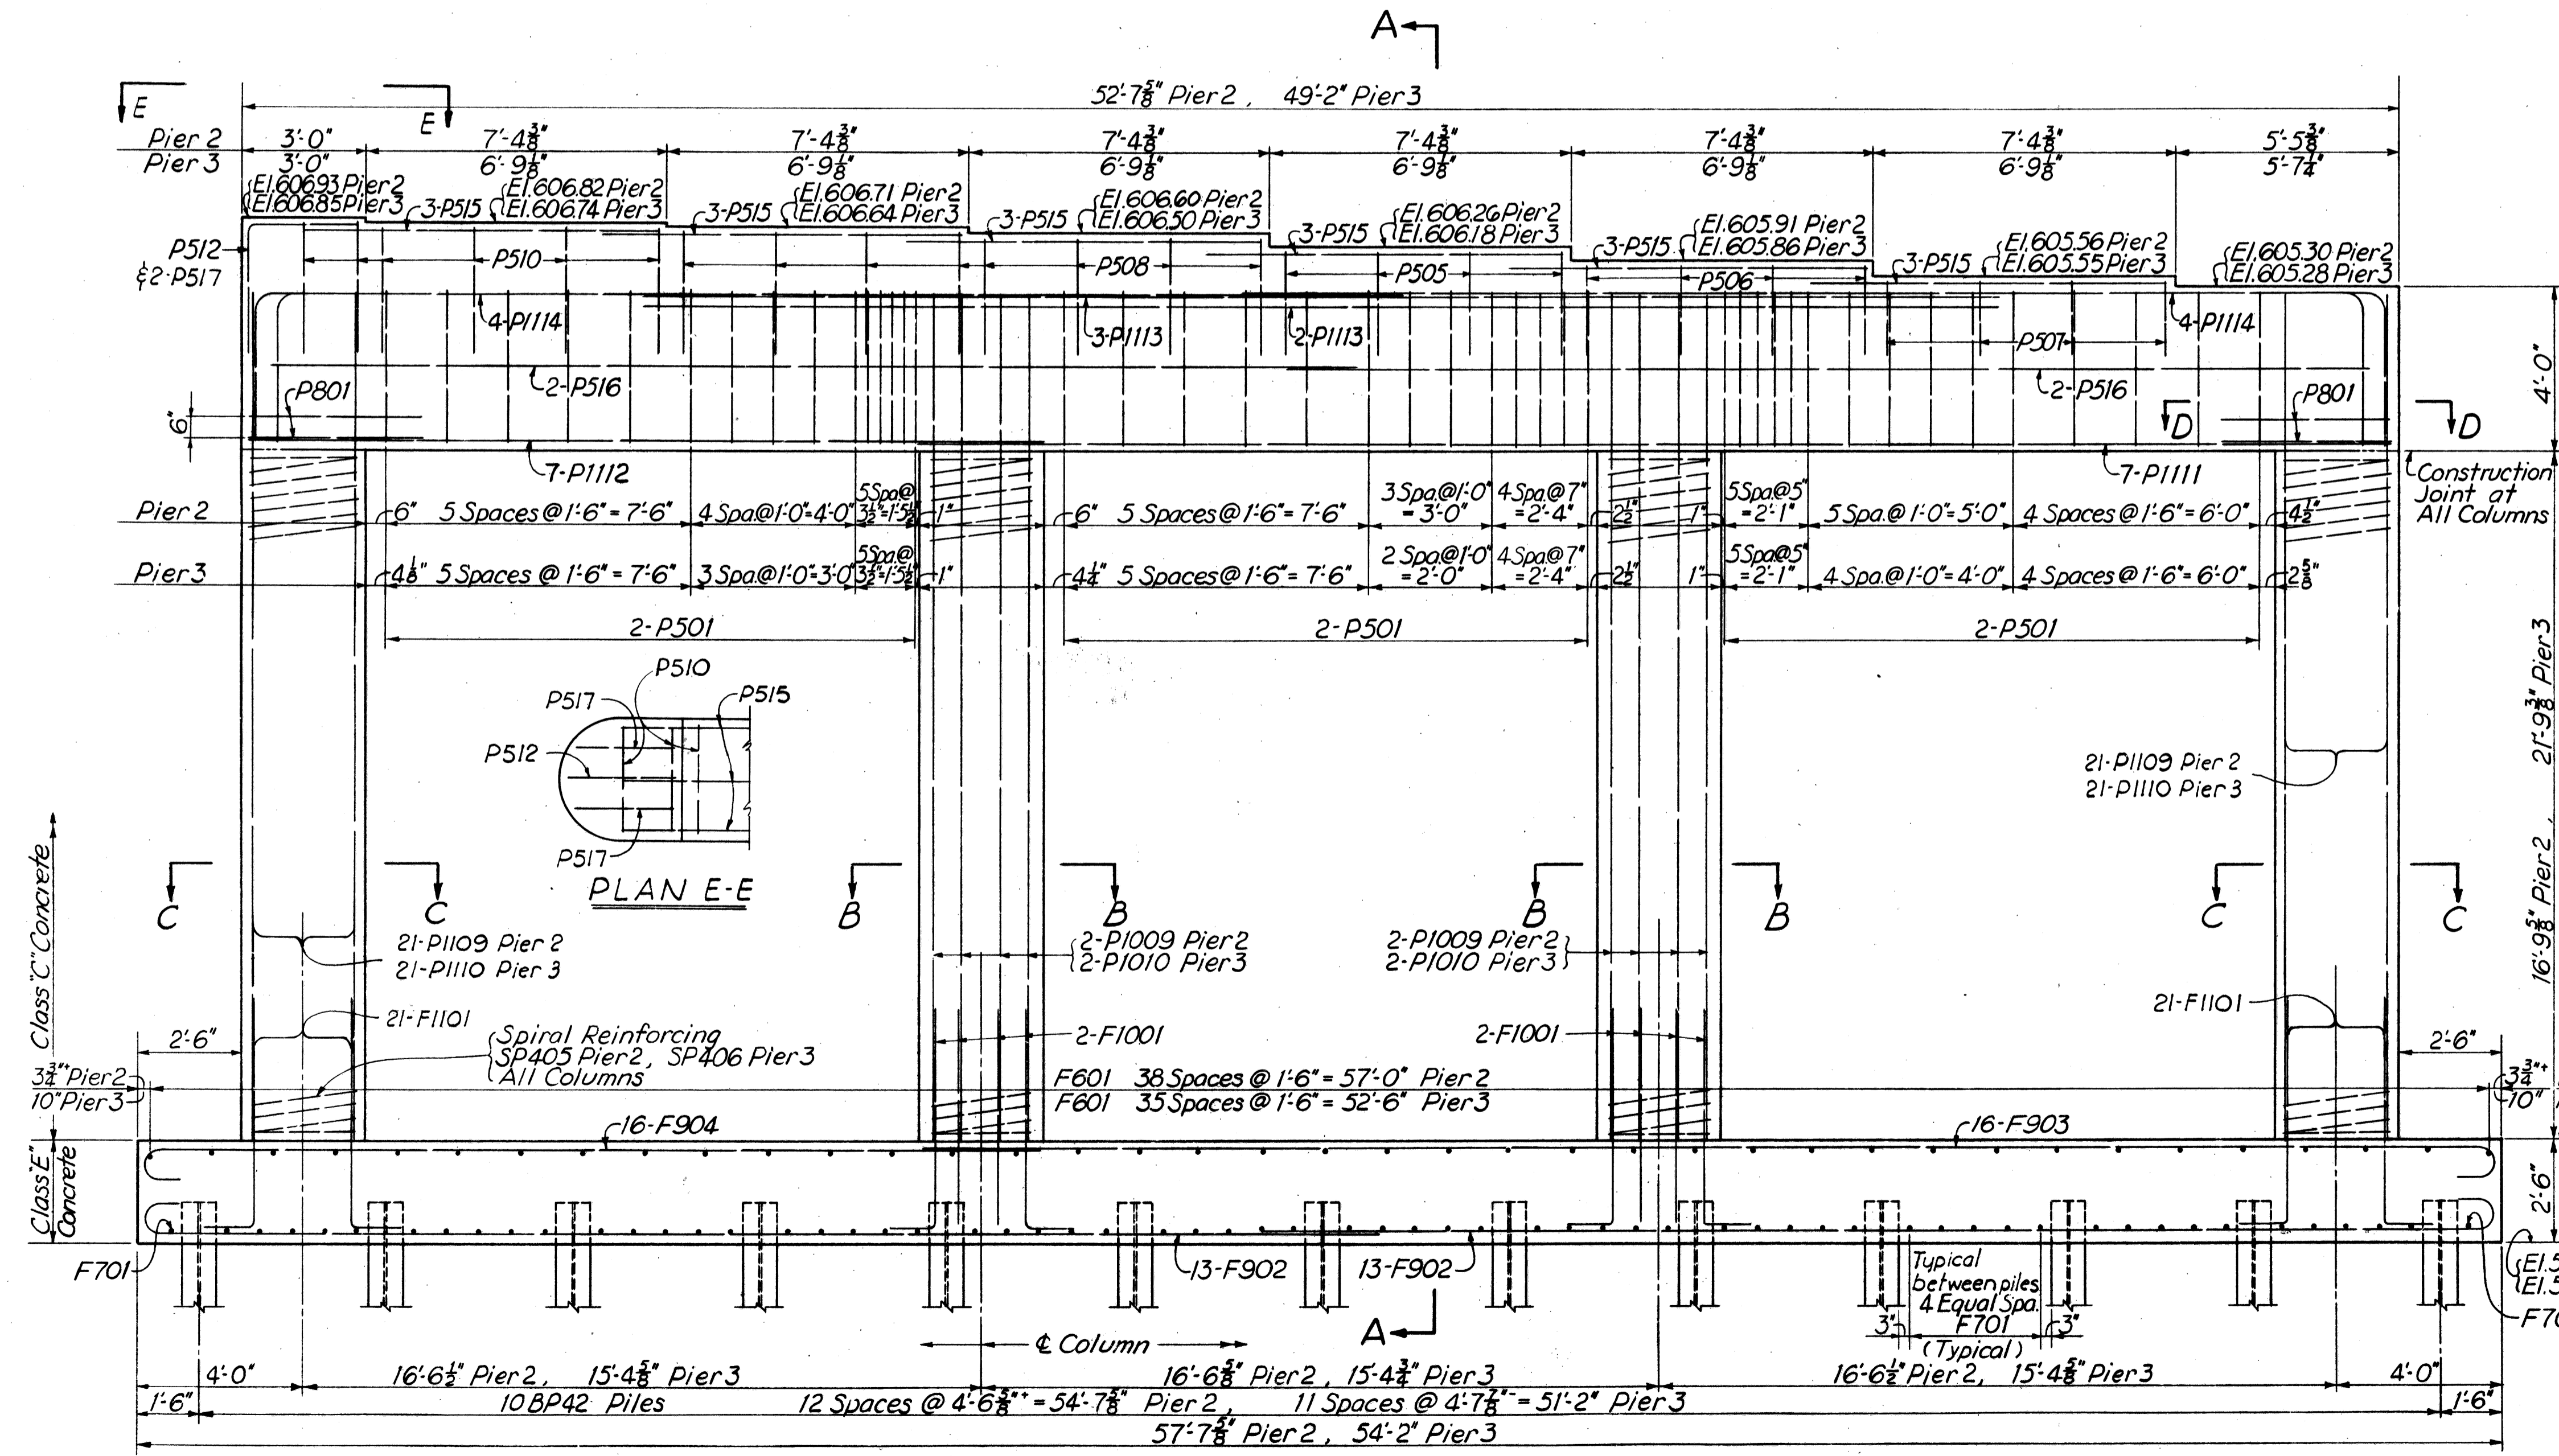 A
52'-7⅝" Pier 2, 49'-2" Pier 3
E
E
Pier 2 3'-0" 7'-4⅜" 7'-4⅜" 7'-4⅜" 7'-4⅜" 7'-4⅜" 7'-4⅜" 5'-5⅜"
Pier 3 3'-0" 6'-9⅛" 6'-9⅛" 6'-9⅛" 6'-9⅛" 6'-9⅛" 6'-9⅛" 5'-7¼"
El.606.93 Pier 2
El.606.85 Pier 3
3-P515
El.606.82 Pier 2
El.606.74 Pier 3
3-P515
El.606.71 Pier 2
El.606.64 Pier 3
3-P515
El.606.60 Pier 2
El.606.50 Pier 3
3-P515
El.606.26 Pier 2
El.606.18 Pier 3
3-P515
El.605.91 Pier 2
El.605.86 Pier 3
3-P515
El.605.56 Pier 2
El.605.55 Pier 3
El.605.30 Pier 2
El.605.28 Pier 3
P512
&2-P517
P510
P508
P505
P506
P507
4-P1114
3-P1113
2-P1113
4-P1114
2-P516
2-P516
P801
P801
6"
4'-0"
D
D
7-P1112
7-P1111
Construction
Joint at
All Columns
Pier 2 6" 5 Spaces @ 1'-6" = 7'-6" 4 Spa.@1'-0"=4'-0" 5 Spa.@ 3½"=1'-5½" 1" 6" 5 Spaces @ 1'-6" = 7'-6" 3 Spa.@1'-0" = 3'-0" 4 Spa.@7" = 2'-4" 2½" 1" 5 Spa.@5" = 2'-1" 5 Spa.@ 1'-0"=5'-0" 4 Spaces @ 1'-6"= 6'-0" 4½"
Pier 3 4⅛" 5 Spaces @ 1'-6" = 7'-6" 3 Spa.@1'-0"=3'-0" 5 Spa.@ 3½"=1'-5½" 1" 4¼" 5 Spaces @ 1'-6" = 7'-6" 2 Spa.@1'-0" = 2'-0" 4 Spa.@7" = 2'-4" 2½" 1" 5 Spa.@5" = 2'-1" 4 Spa.@ 1'-0"=4'-0" 4 Spaces @ 1'-6"= 6'-0" 2⅝"
2-P501
2-P501
2-P501
P510
P517
P515
P512
P517
PLAN E-E
21-P1109 Pier 2
21-P1110 Pier 3
16'-9⅝" Pier 2, 21'-9⅜" Pier 3
C
C
B
B
B
B
C
C
Class "C" Concrete
21-P1109 Pier 2
21-P1110 Pier 3
2-P1009 Pier 2
2-P1010 Pier 3
2-P1009 Pier 2
2-P1010 Pier 3
21-F1101
21-F1101
Spiral Reinforcing
SP405 Pier 2, SP406 Pier 3
All Columns
2-F1001
2-F1001
2'-6"
2'-6"
3¾"+ Pier 2
10" Pier 3
F601 38 Spaces @ 1'-6" = 57'-0" Pier 2
F601 35 Spaces @ 1'-6" = 52'-6" Pier 3
3¾"+
10"
16-F904
16-F903
Class "E"
Concrete
2'-6"
F701
13-F902
13-F902
Typical
between piles
4 Equal Spa.
3" F701 3"
(Typical)
El.5
El.5
F70
A
℄ Column
4'-0" 16'-6½" Pier 2, 15'-4⅝" Pier 3 16'-6⅝" Pier 2, 15'-4¾" Pier 3 16'-6½" Pier 2, 15'-4⅝" Pier 3 4'-0"
1'-6" 10 BP42 Piles 12 Spaces @ 4'-6⅝"+ = 54'-7⅝" Pier 2, 11 Spaces @ 4'-7⅞"- = 51'-2" Pier 3 1'-6"
57'-7⅝" Pier 2, 54'-2" Pier 3